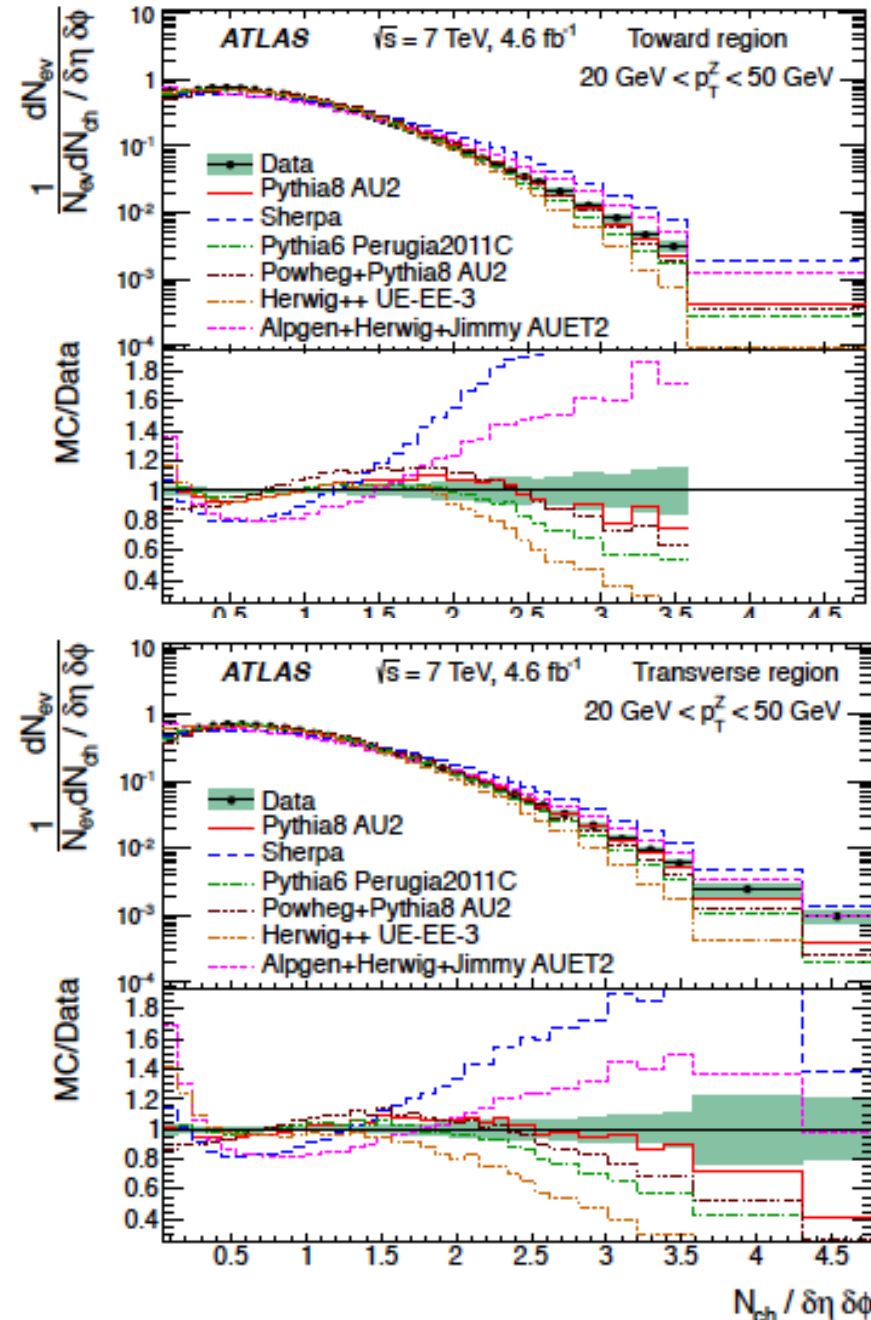 10
ATLAS √s = 7 TeV, 4.6 fb⁻¹ Toward region
20 GeV < p_T^Z < 50 GeV
1
10⁻¹
10⁻²
10⁻³
10⁻⁴
1/N_ev dN_ev/dN_ch / δη δφ
Data
Pythia8 AU2
Sherpa
Pythia6 Perugia2011C
Powheg+Pythia8 AU2
Herwig++ UE-EE-3
Alpgen+Herwig+Jimmy AUET2
MC/Data
1.8
1.6
1.4
1.2
1
0.8
0.6
0.4
0.5 1 1.5 2 2.5 3 3.5 4 4.5
10
ATLAS √s = 7 TeV, 4.6 fb⁻¹ Transverse region
20 GeV < p_T^Z < 50 GeV
1
10⁻¹
10⁻²
10⁻³
10⁻⁴
1/N_ev dN_ev/dN_ch / δη δφ
Data
Pythia8 AU2
Sherpa
Pythia6 Perugia2011C
Powheg+Pythia8 AU2
Herwig++ UE-EE-3
Alpgen+Herwig+Jimmy AUET2
MC/Data
1.8
1.6
1.4
1.2
1
0.8
0.6
0.4
0.5 1 1.5 2 2.5 3 3.5 4 4.5
N_ch / δη δφ